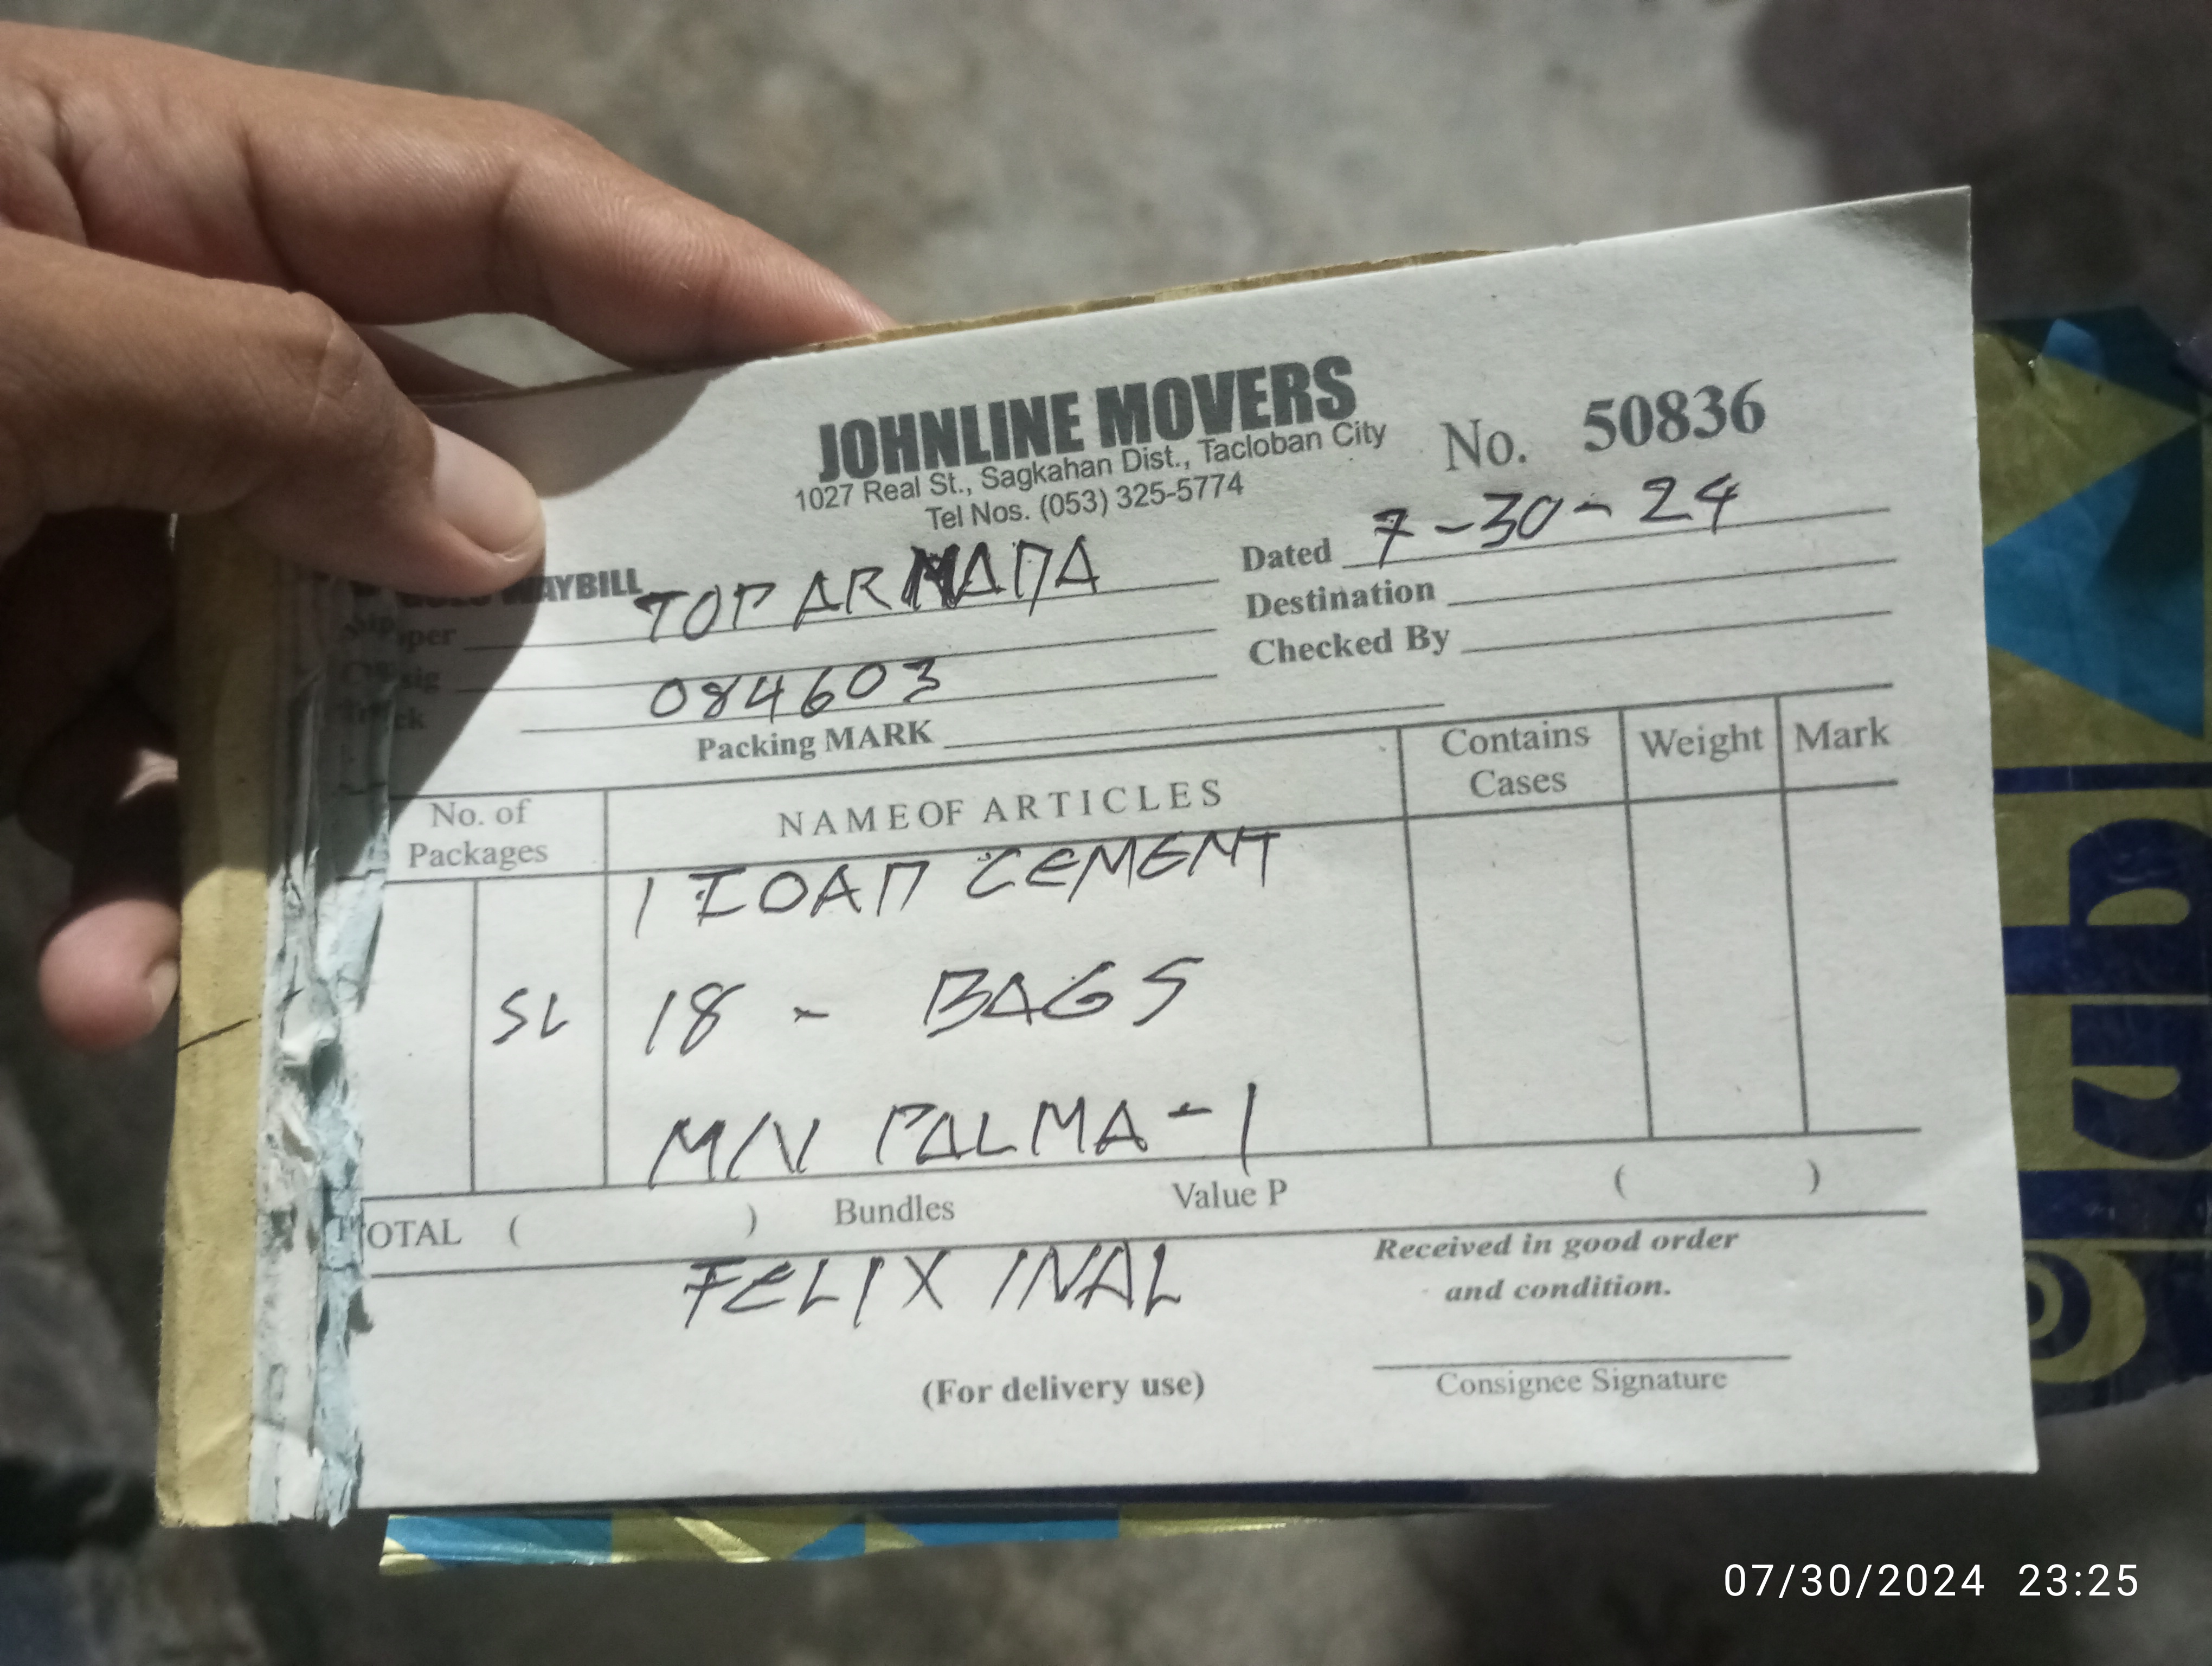 JOHNLINE MOVERS
1027 Real St., Sagkahan Dist., Tacloban City
Tel Nos. (053) 325-5774
No. 50836
WAYBILL
TOP ARMADA
Dated 7-30-24
Destination
Checked By
084603
Packing MARK
No. of Packages
NAME OF ARTICLES
Contains Cases
Weight
Mark
1 LOAD CEMENT
SL 18 - BAGS
M/V PALMA-1
TOTAL ( ) Bundles Value P ( )
FELIX INAL
Received in good order
and condition.
(For delivery use)
Consignee Signature
07/30/2024 23:25